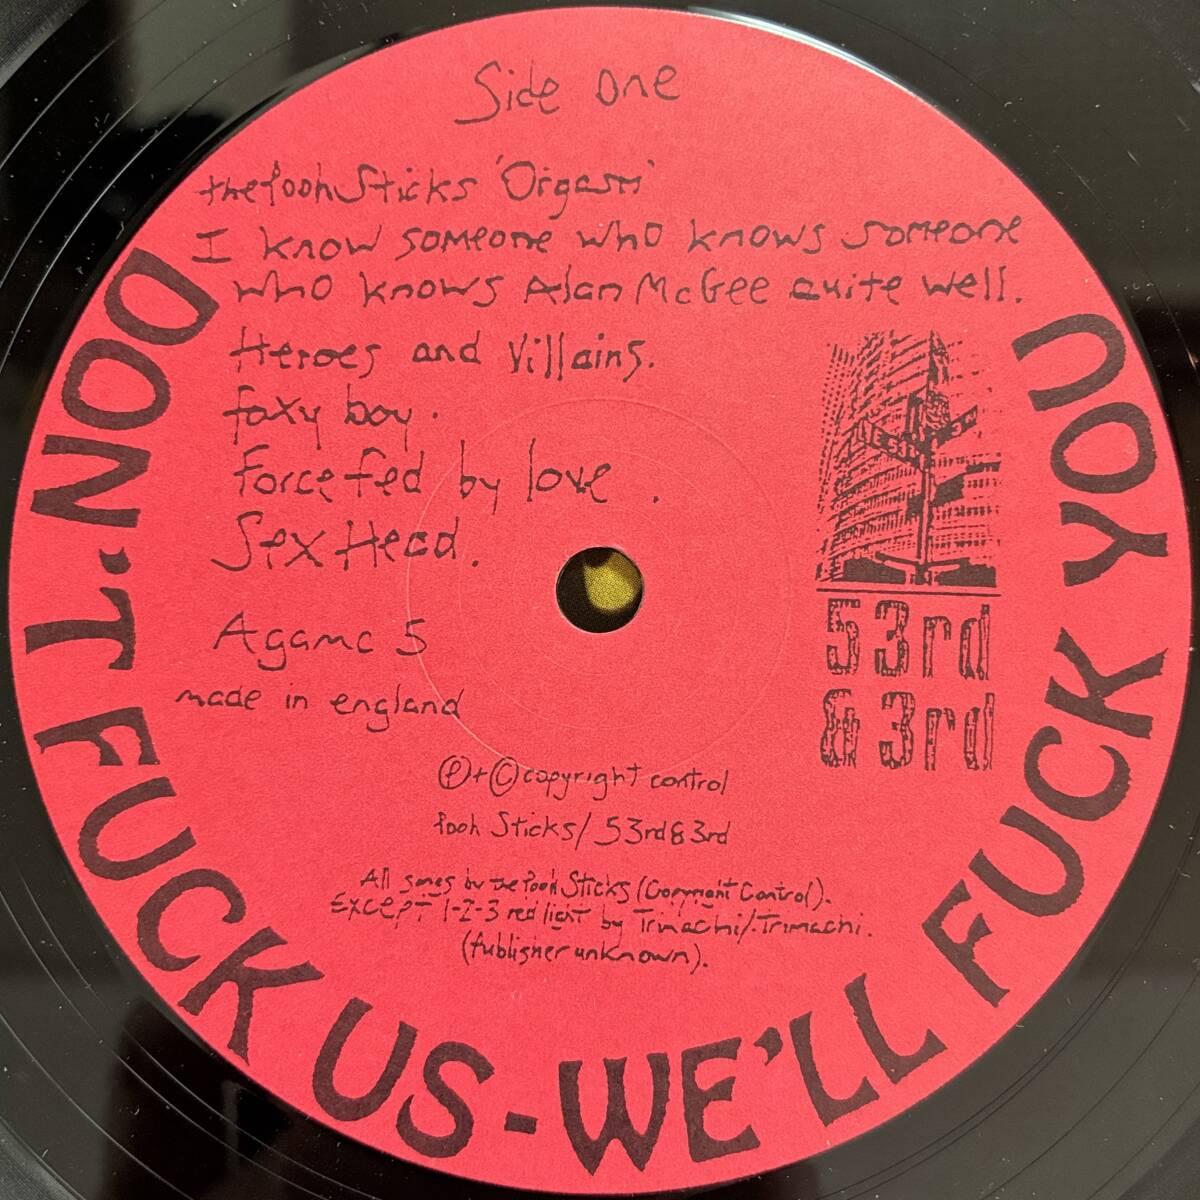 Side one
the Pooh Sticks 'Orgasm'
I know someone who knows someone
who knows Alan McGee quite well.
Heroes and Villains.
foxy boy.
Force fed by love.
Sex Head.
Agamc 5
made in england
℗+© copyright control
Pooh Sticks/53rd&3rd
All songs by the Pooh Sticks (Copyright Control).
Except 1-2-3 red light by Trimachi/Trimachi.
(Publisher unknown).
53rd
&3rd
DON'T FUCK US - WE'LL FUCK YOU